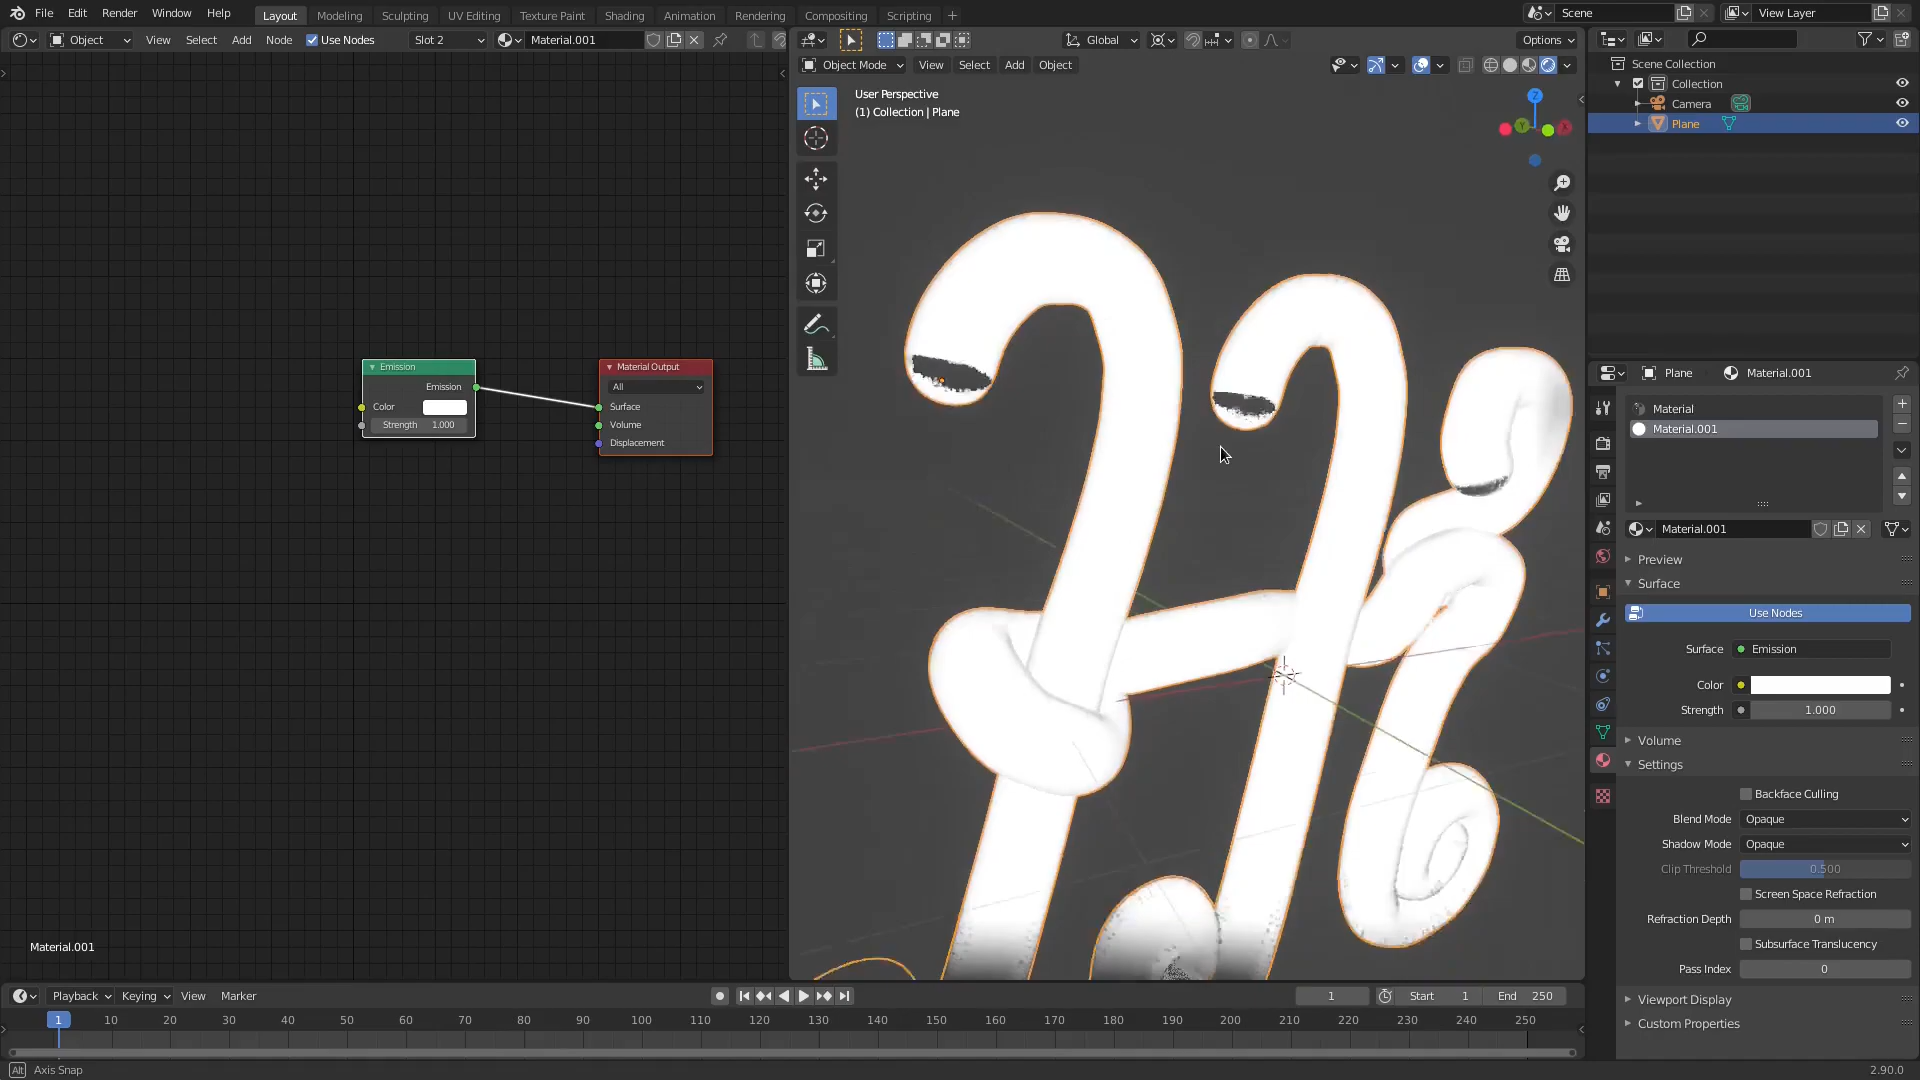 File Edit Render Window Help Layout Modeling Sculpting UV Editing Texture Paint Shading Animation Rendering Compositing Scripting + Scene View Layer
Object View Select Add Node Use Nodes Slot 2 Material.001 Global Options
Object Mode View Select Add Object
User Perspective
(1) Collection | Plane
Z
Y
X
Scene Collection
Collection
Camera
Plane
Emission
Emission
Color
Strength 1.000
Material Output
All
Surface
Volume
Displacement
Material.001
Plane Material.001
Material
Material.001
Material.001
Preview
Surface
Use Nodes
Surface Emission
Color
Strength 1.000
Volume
Settings
Backface Culling
Blend Mode Opaque
Shadow Mode Opaque
Clip Threshold 0.500
Screen Space Refraction
Refraction Depth 0 m
Subsurface Translucency
Pass Index 0
Viewport Display
Custom Properties
Playback Keying View Marker 1 Start 1 End 250
1 10 20 30 40 50 60 70 80 90 100 110 120 130 140 150 160 170 180 190 200 210 220 230 240 250
Alt Axis Snap 2.90.0